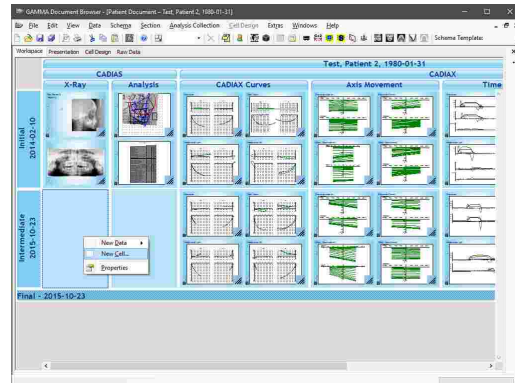 GAMMA Document Browser - [Patient Document - Test, Patient 2, 1980-01-31]
File Edit View Data Schema Section Analysis Collection Cell Design Extras Windows Help
Schema Template:
Workspace Presentation Cell Design Raw Data
Test, Patient 2, 1980-01-31
CADIAS CADIAX
X-Ray Analysis CADIAX Curves Axis Movement Time
Initial
2014-02-10
Intermediate
2015-10-23
New Data
New Cell...
Properties
Final - 2015-10-23